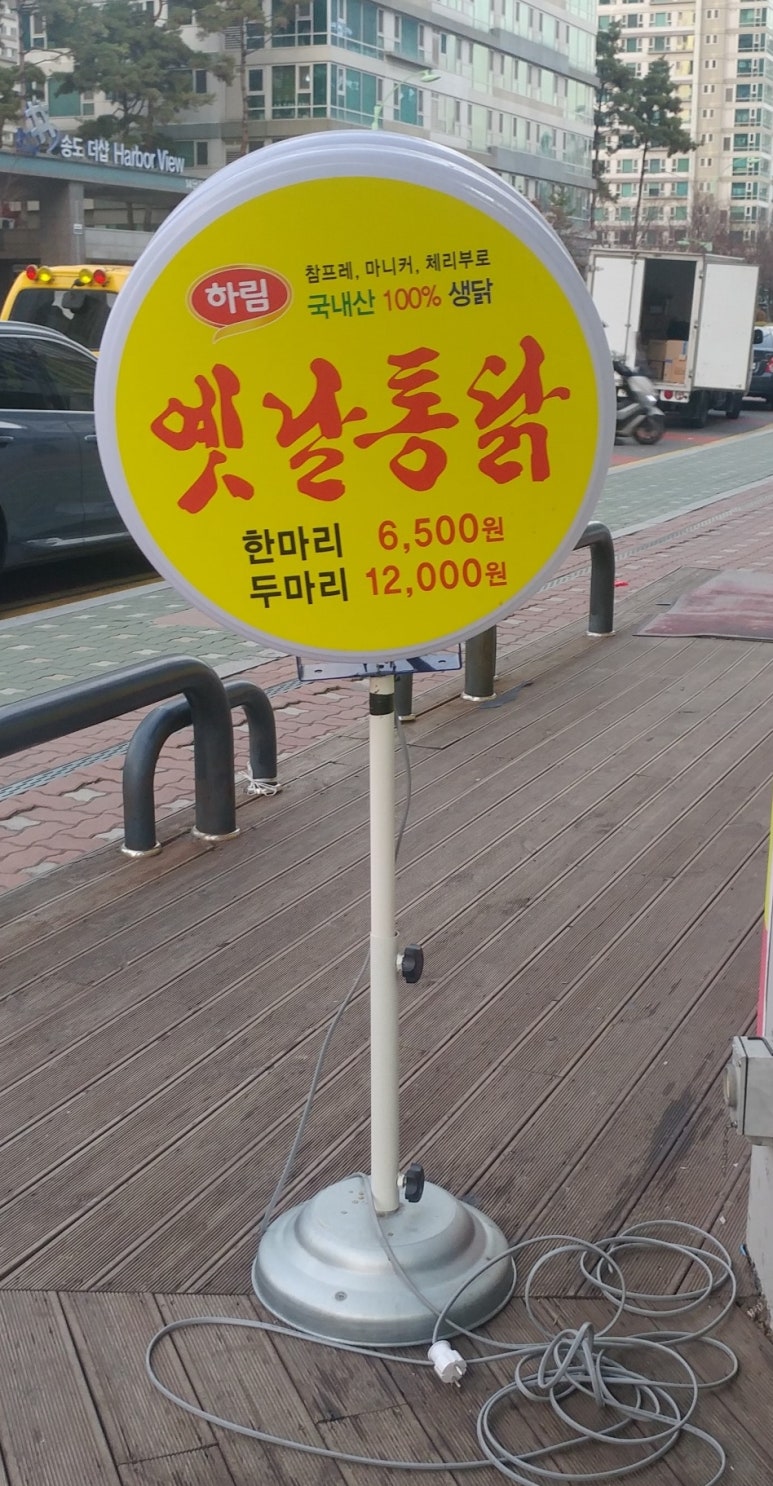 송도 더샵 Harbor View
하림
참프레, 마니커, 체리부로
국내산 100% 생닭
옛날통닭
한마리 6,500원
두마리 12,000원